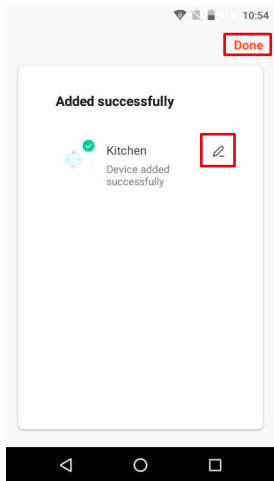 10:54
Done
Added successfully
Kitchen
Device added
successfully